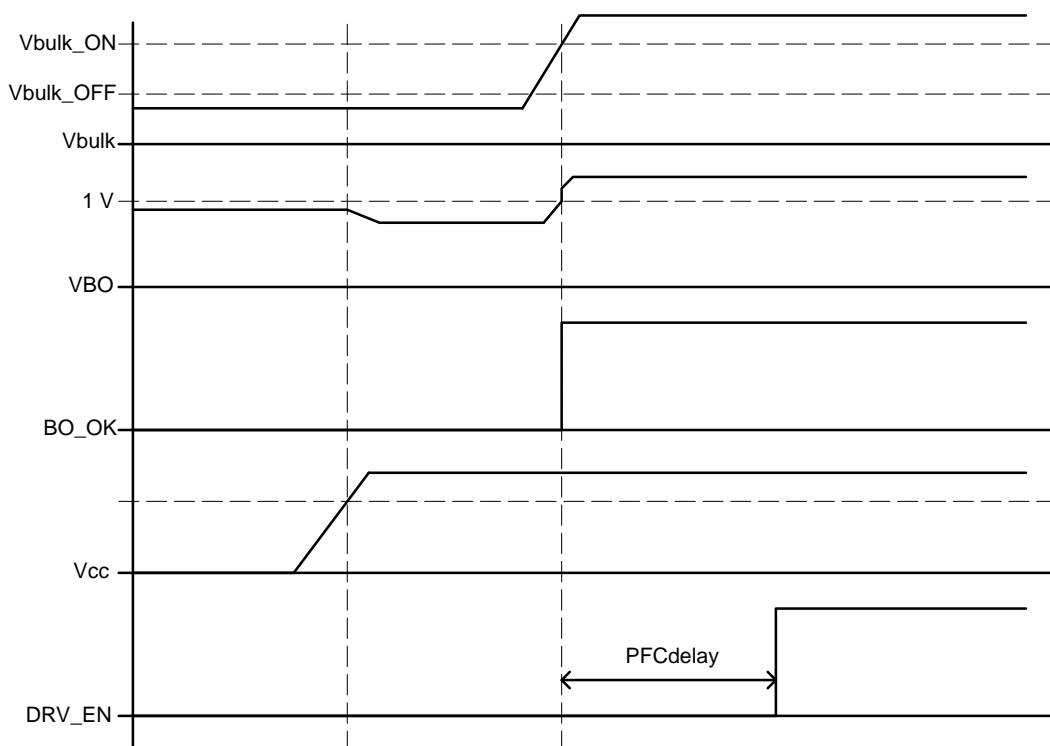 Vbulk_ON
Vbulk_OFF
Vbulk
1 V
VBO
BO_OK
Vcc
PFCdelay
DRV_EN